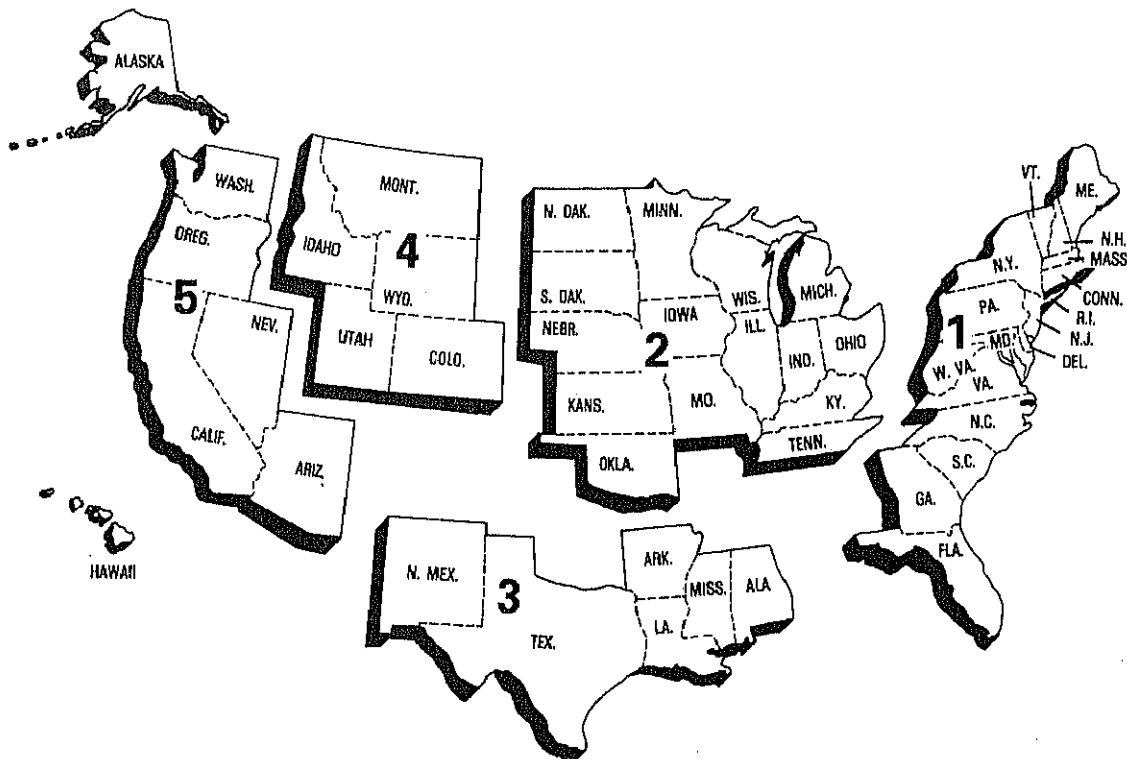 ALASKA
WASH.
OREG.
5
NEV.
CALIF.
ARIZ.
HAWAII
MONT.
IDAHO
4
WYO.
UTAH
COLO.
N. DAK.
MINN.
S. DAK.
WIS.
MICH.
NEBR.
IOWA
2
ILL.
IND.
OHIO
KANS.
MO.
KY.
OKLA.
TENN.
N. MEX.
3
TEX.
ARK.
LA.
MISS.
ALA
VT.
ME.
N.H.
MASS
N.Y.
CONN.
PA.
R.I.
1
N.J.
MD.
DEL.
W. VA.
VA.
N.C.
S.C.
GA.
FLA.